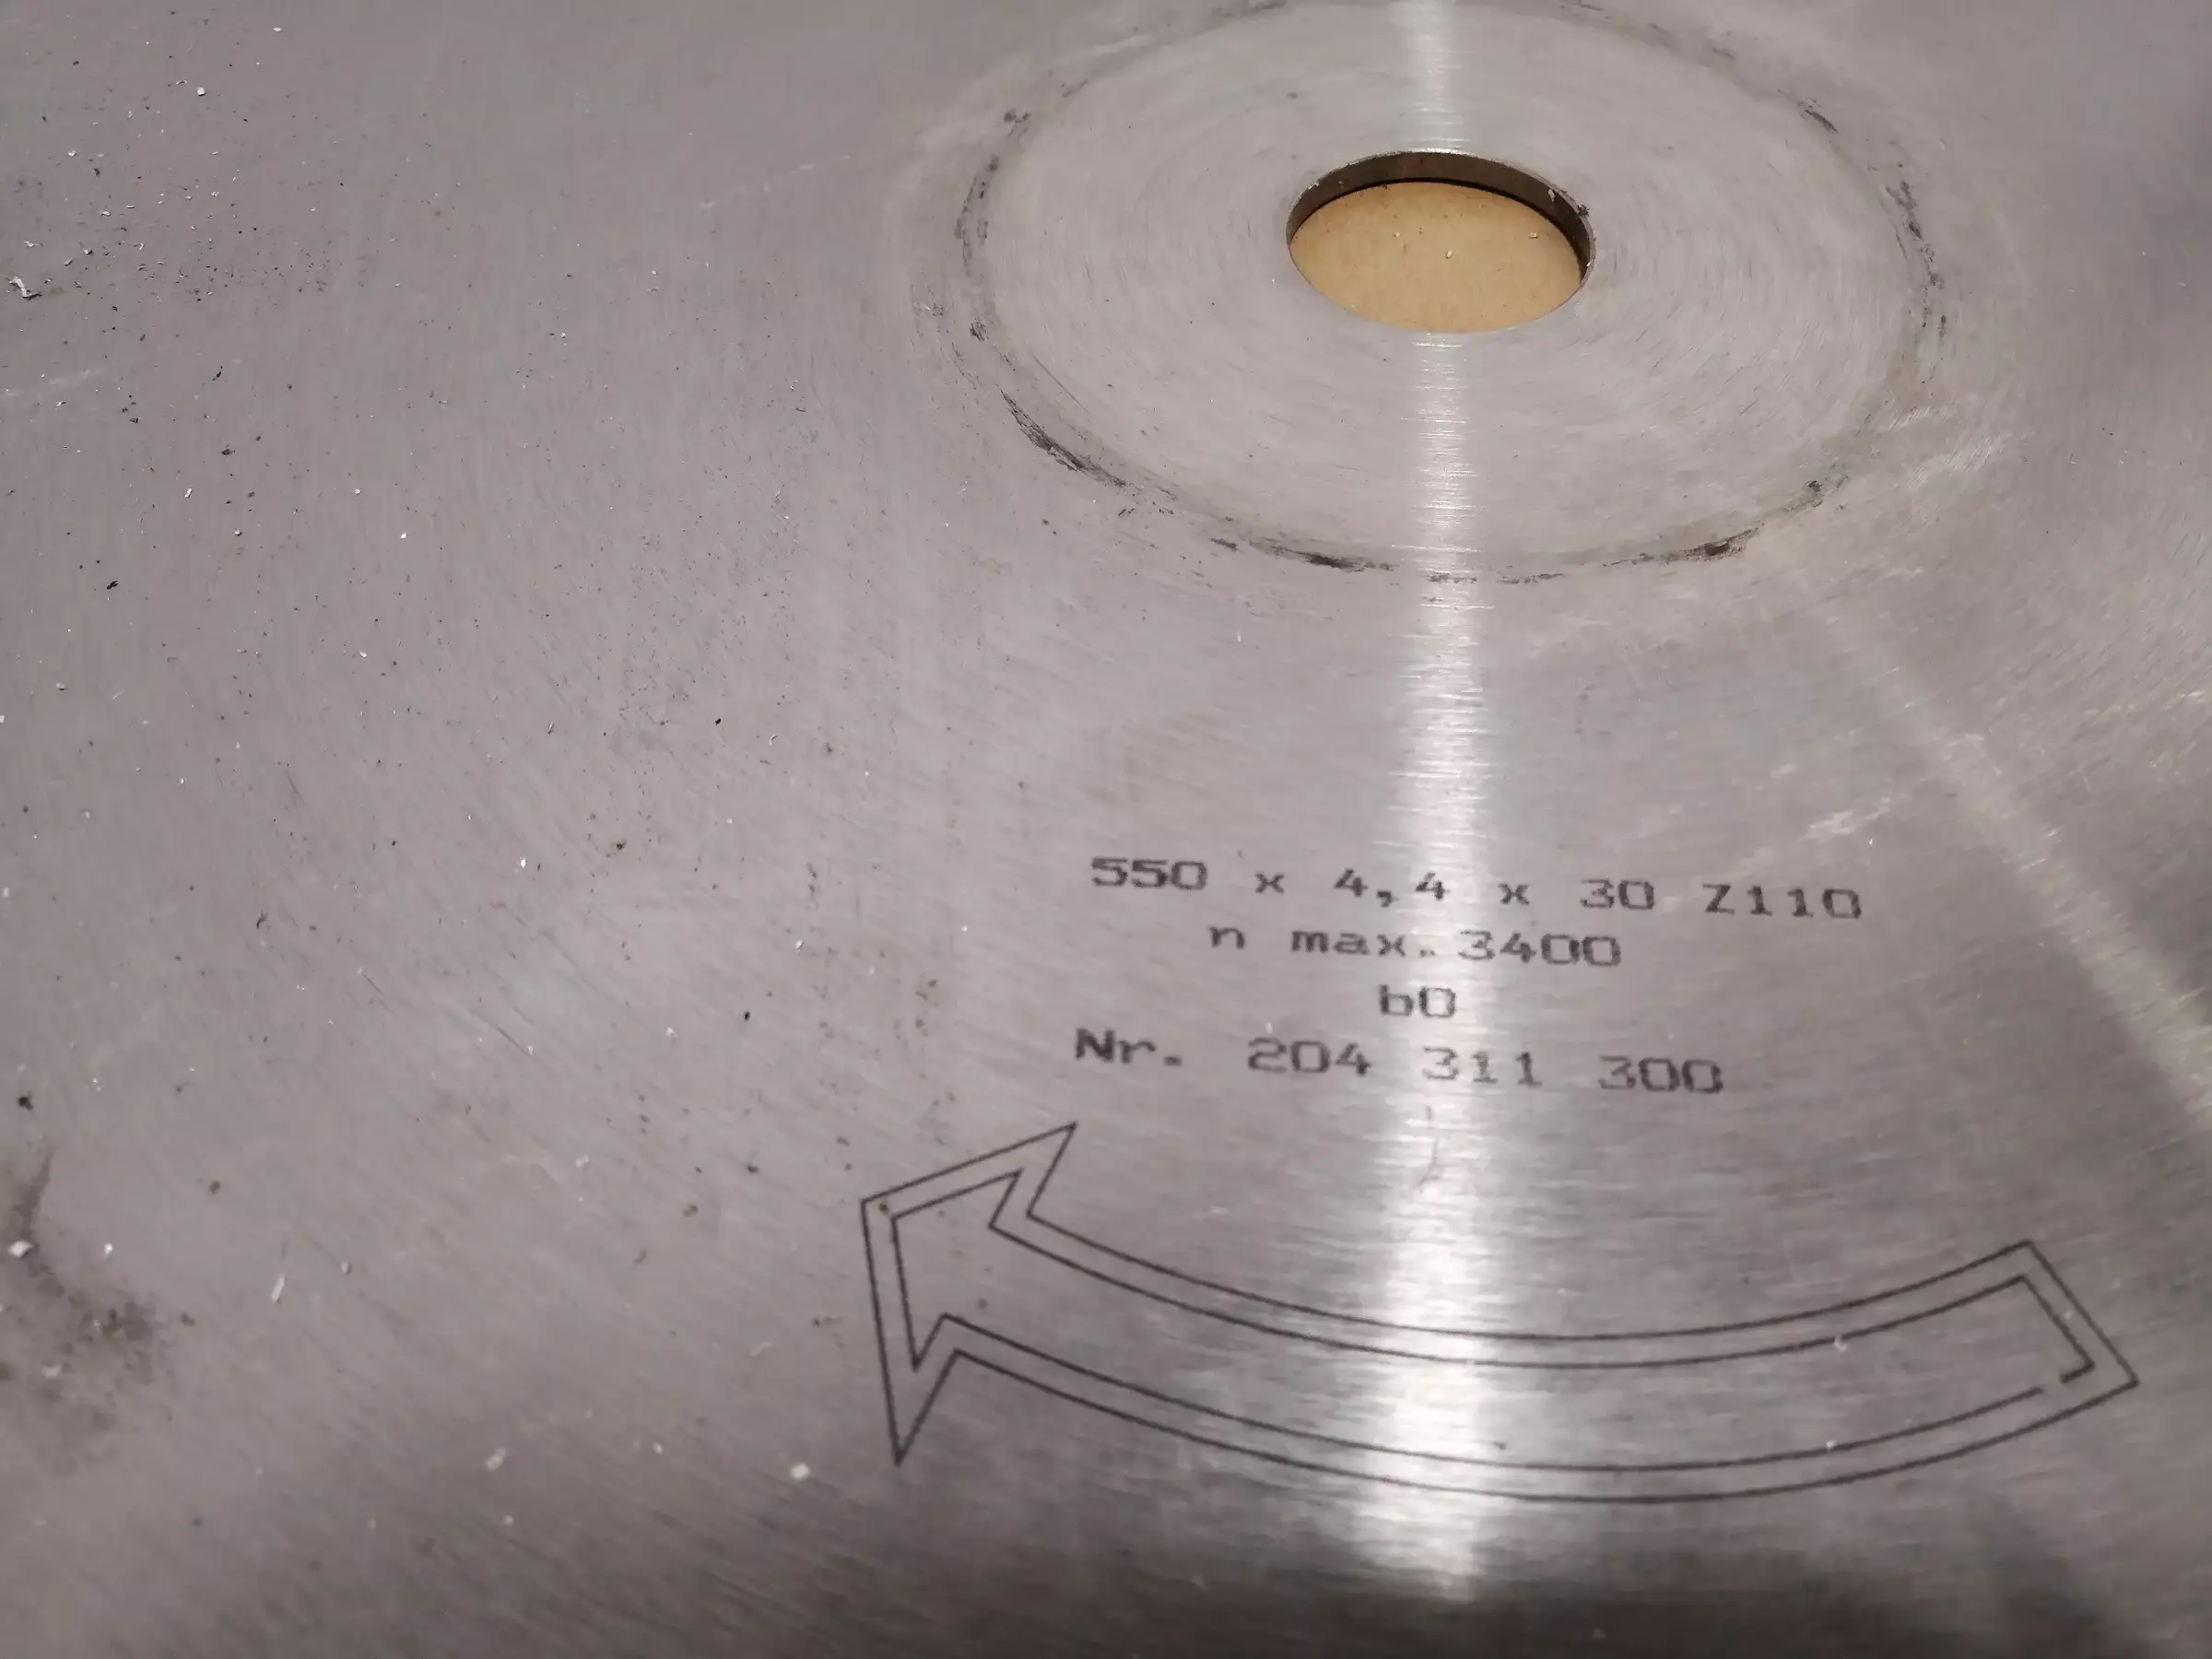 550 x 4,4 x 30 Z110
n max. 3400
b0
Nr. 204 311 300